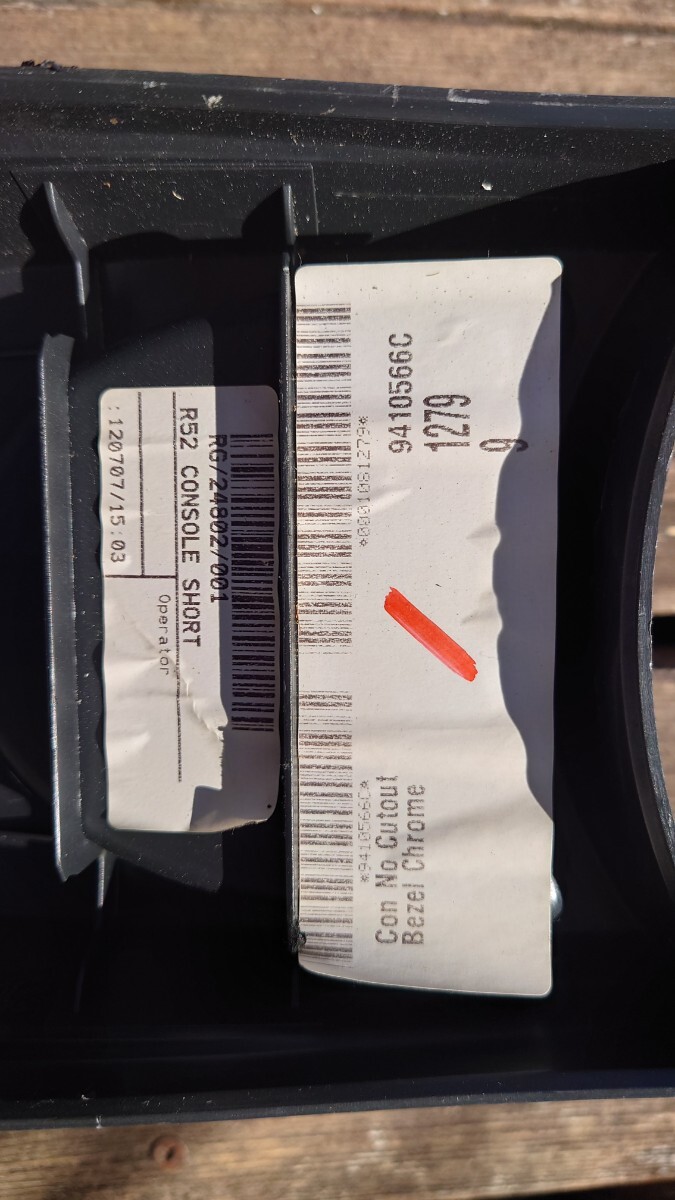 RG/24802/001
R52 CONSOLE SHORT
Operator
:120707/15:03
*0001081279*
9410566C
1279
9
*9410566C*
Con No Cutout
Bezel Chrome